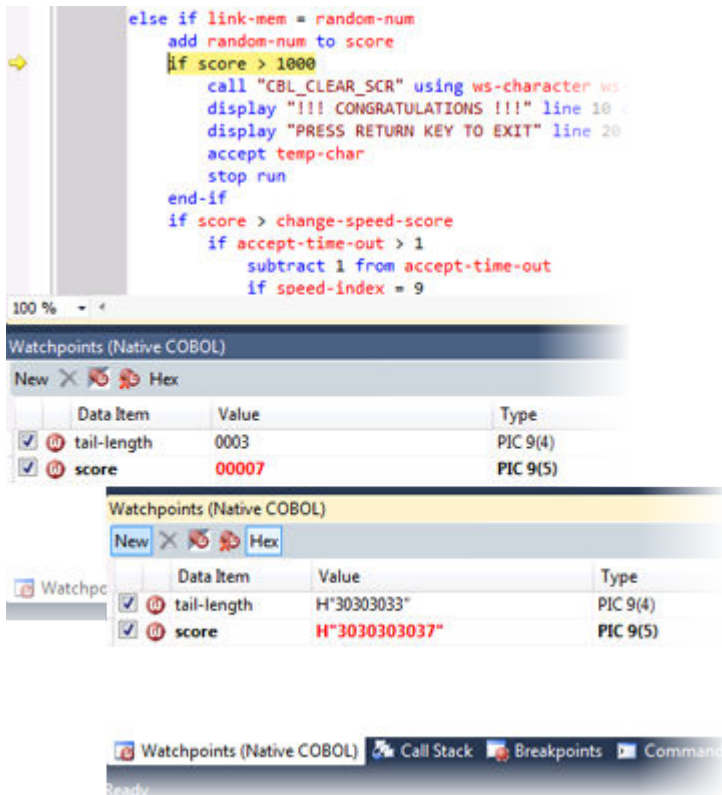 else if link-mem = random-num
add random-num to score
if score > 1000
call "CBL_CLEAR_SCR" using ws-character ws-
display "!!! CONGRATULATIONS !!!" line 10
display "PRESS RETURN KEY TO EXIT" line 20
accept temp-char
stop run
end-if
if score > change-speed-score
if accept-time-out > 1
subtract 1 from accept-time-out
if speed-index = 9
100 %
Watchpoints (Native COBOL)
New Hex
Data Item Value Type
tail-length 0003 PIC 9(4)
score 00007 PIC 9(5)
Watchpoints (Native COBOL)
New Hex
Data Item Value Type
Watchpo
tail-length H"30303033" PIC 9(4)
score H"3030303037" PIC 9(5)
Watchpoints (Native COBOL) Call Stack Breakpoints Command
Ready